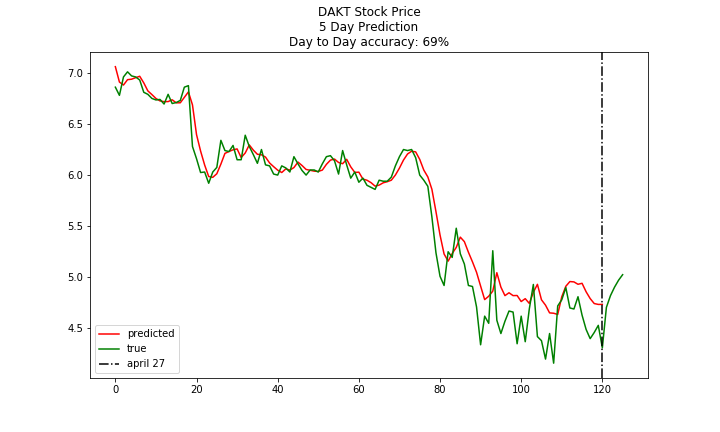 DAKT Stock Price
5 Day Prediction
Day to Day accuracy: 69%
7.0
6.5
6.0
5.5
5.0
4.5
predicted
true
april 27
0 20 40 60 80 100 120